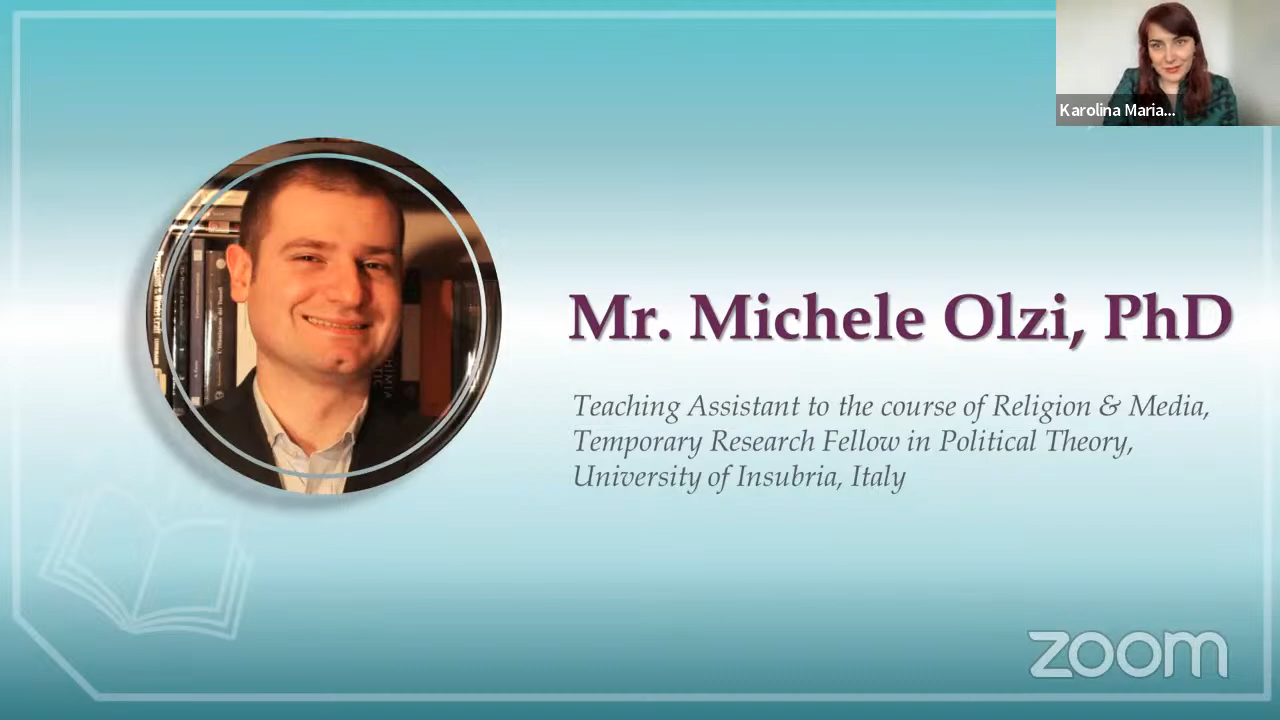 Karolina Maria...
Mr. Michele Olzi, PhD
Teaching Assistant to the course of Religion & Media,
Temporary Research Fellow in Political Theory,
University of Insubria, Italy
zoom